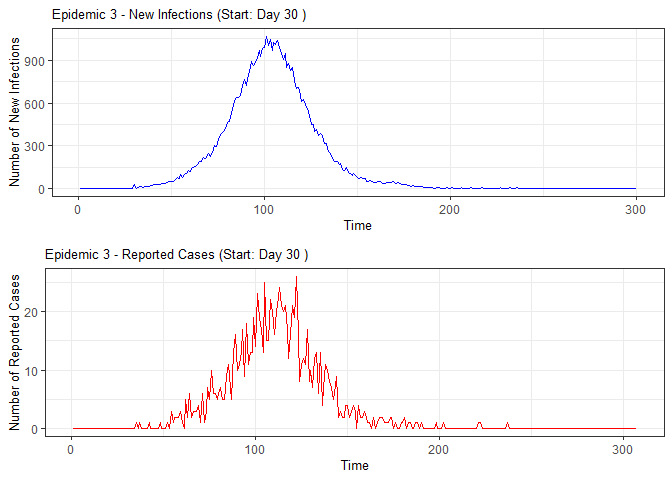 Epidemic 3 - New Infections (Start: Day 30 )
Number of New Infections
900
600
300
0
0 100 200 300
Time
Epidemic 3 - Reported Cases (Start: Day 30 )
Number of Reported Cases
20
10
0
0 100 200 300
Time